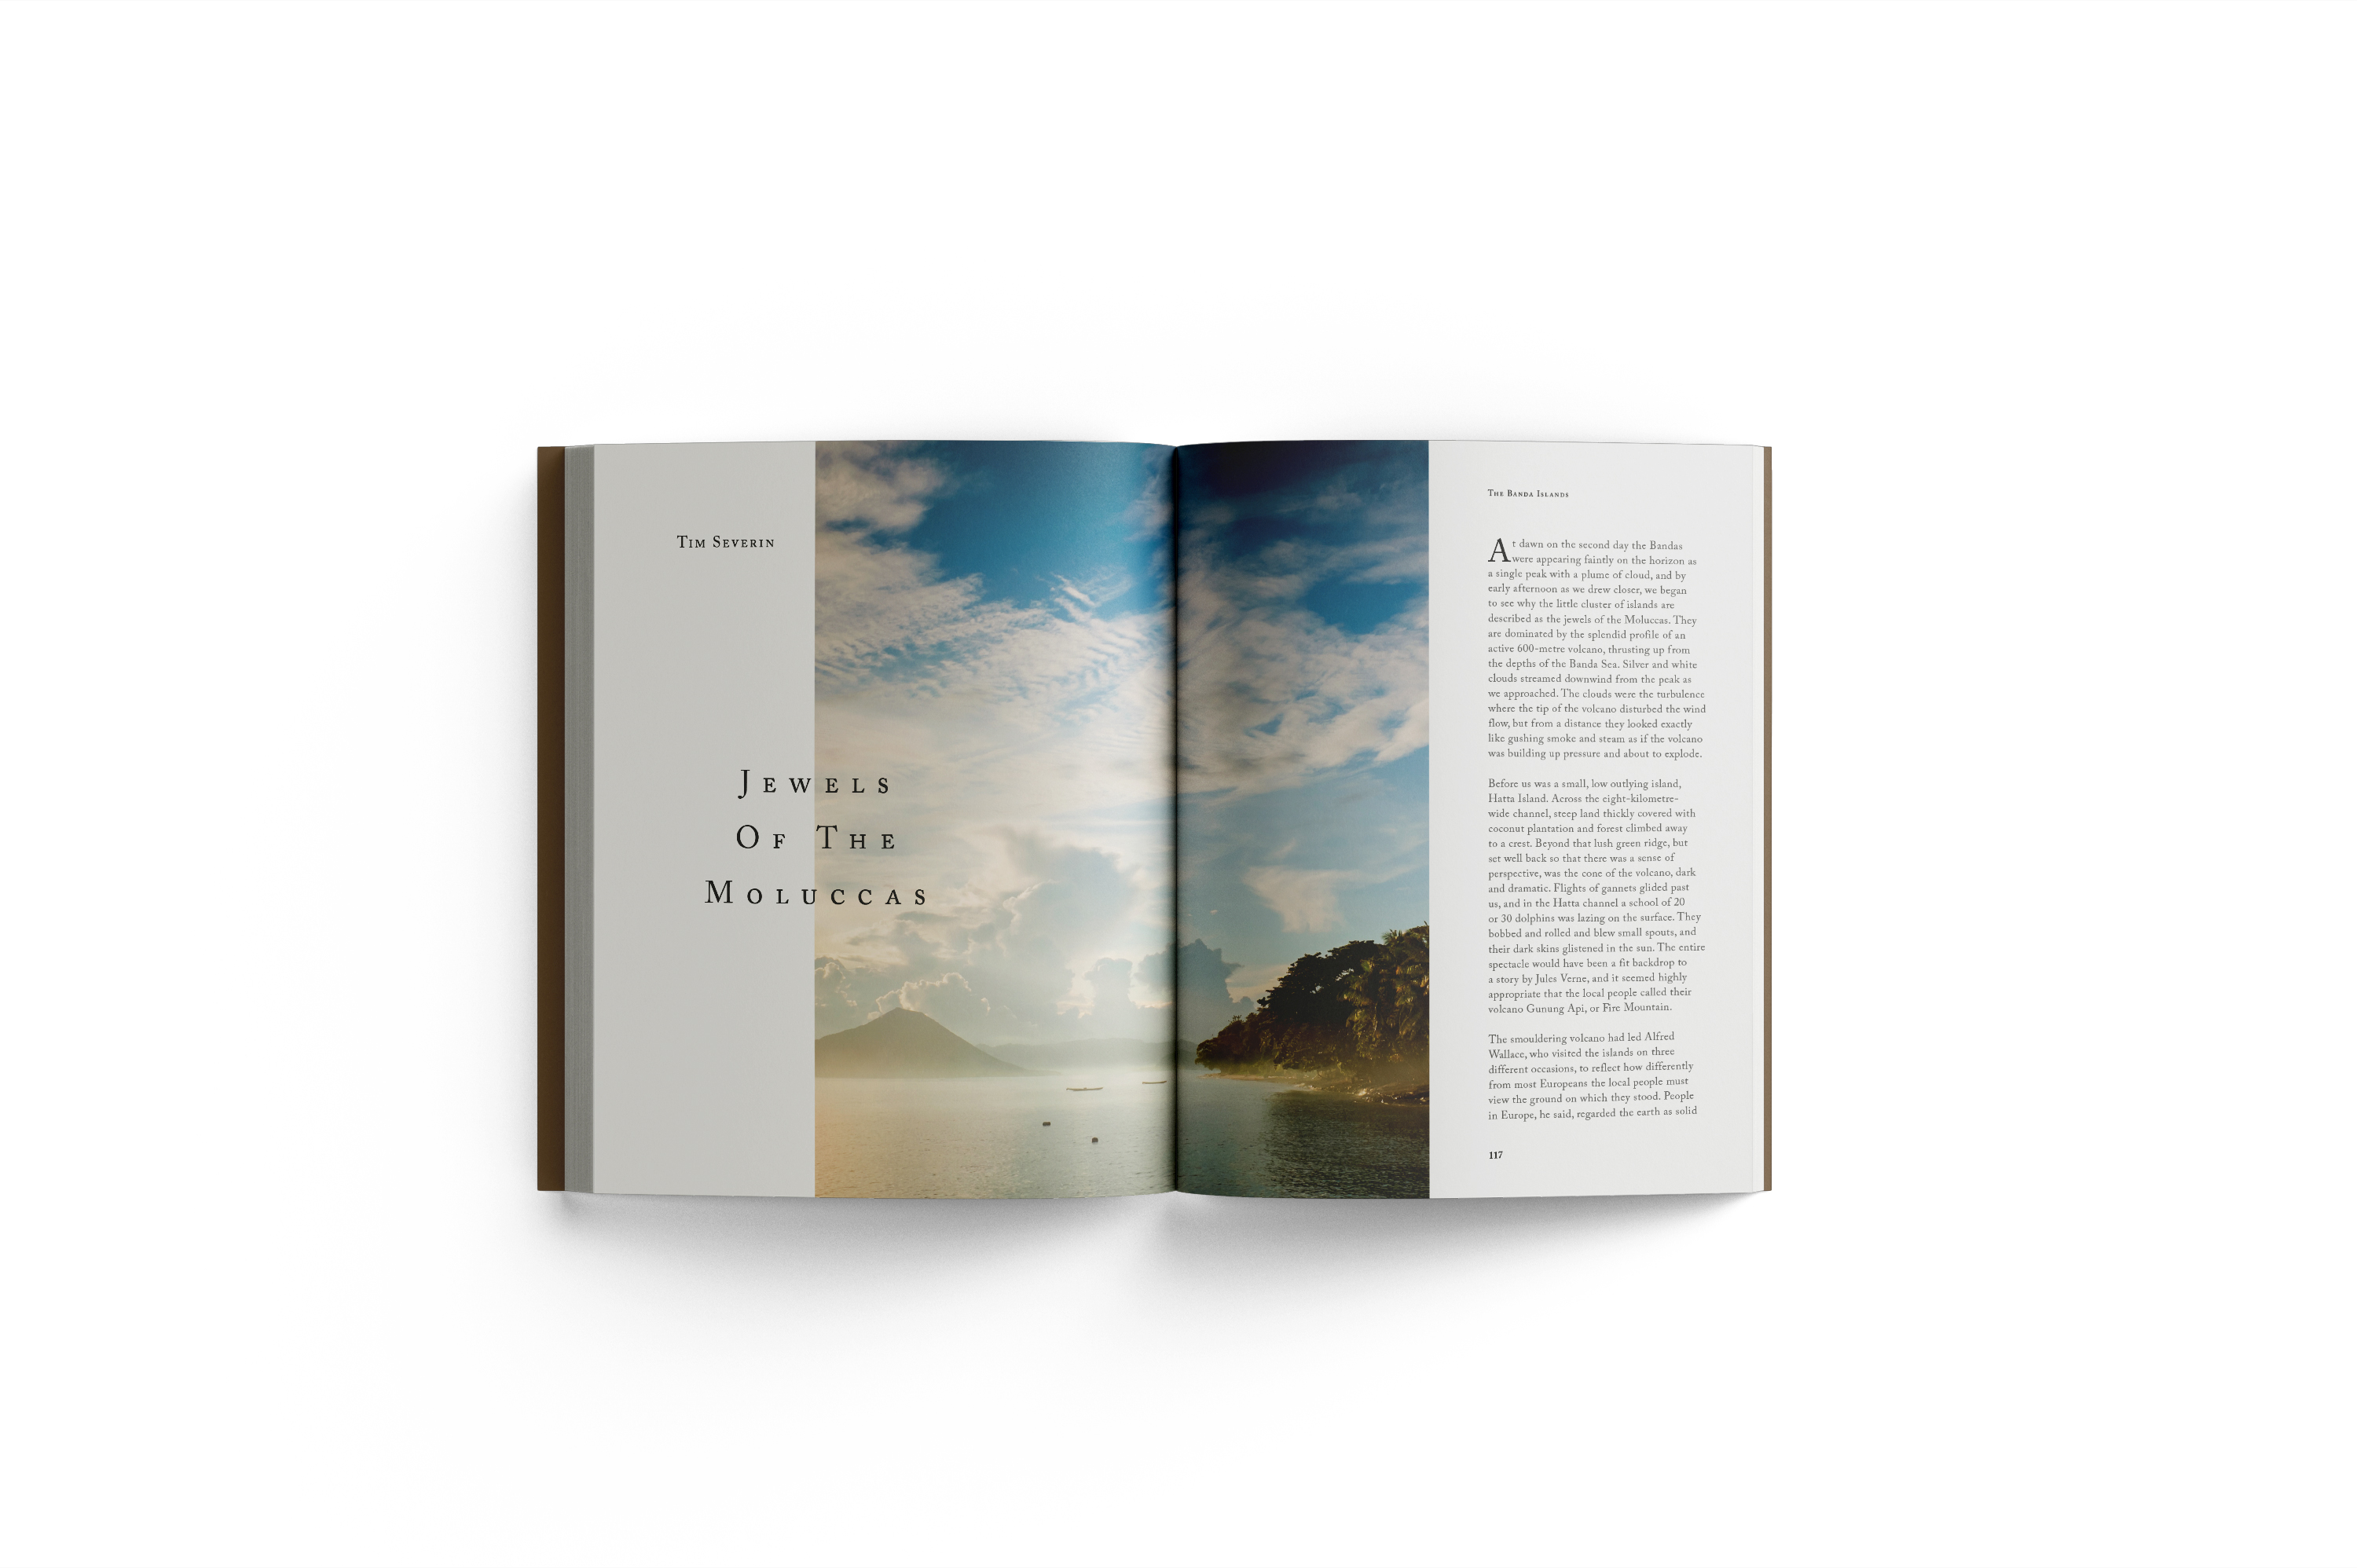 Tim Severin
Jewels
Of The
Moluccas
The Banda Islands
At dawn on the second day the Bandas
were appearing faintly on the horizon as
a single peak with a plume of cloud, and by
early afternoon as we drew closer, we began
to see why the little cluster of islands are
described as the jewels of the Moluccas. They
are dominated by the splendid profile of an
active 600-metre volcano, thrusting up from
the depths of the Banda Sea. Silver and white
clouds streamed downwind from the peak as
we approached. The clouds were the turbulence
where the tip of the volcano disturbed the wind
flow, but from a distance they looked exactly
like gushing smoke and steam as if the volcano
was building up pressure and about to explode.
Before us was a small, low outlying island,
Hatta Island. Across the eight-kilometre-
wide channel, steep land thickly covered with
coconut plantation and forest climbed away
to a crest. Beyond that lush green ridge, but
set well back so that there was a sense of
perspective, was the cone of the volcano, dark
and dramatic. Flights of gannets glided past
us, and in the Hatta channel a school of 20
or 30 dolphins was lazing on the surface. They
bobbed and rolled and blew small spouts, and
their dark skins glistened in the sun. The entire
spectacle would have been a fit backdrop to
a story by Jules Verne, and it seemed highly
appropriate that the local people called their
volcano Gunung Api, or Fire Mountain.
The smouldering volcano had led Alfred
Wallace, who visited the islands on three
different occasions, to reflect how differently
from most Europeans the local people must
view the ground on which they stood. People
in Europe, he said, regarded the earth as solid
117